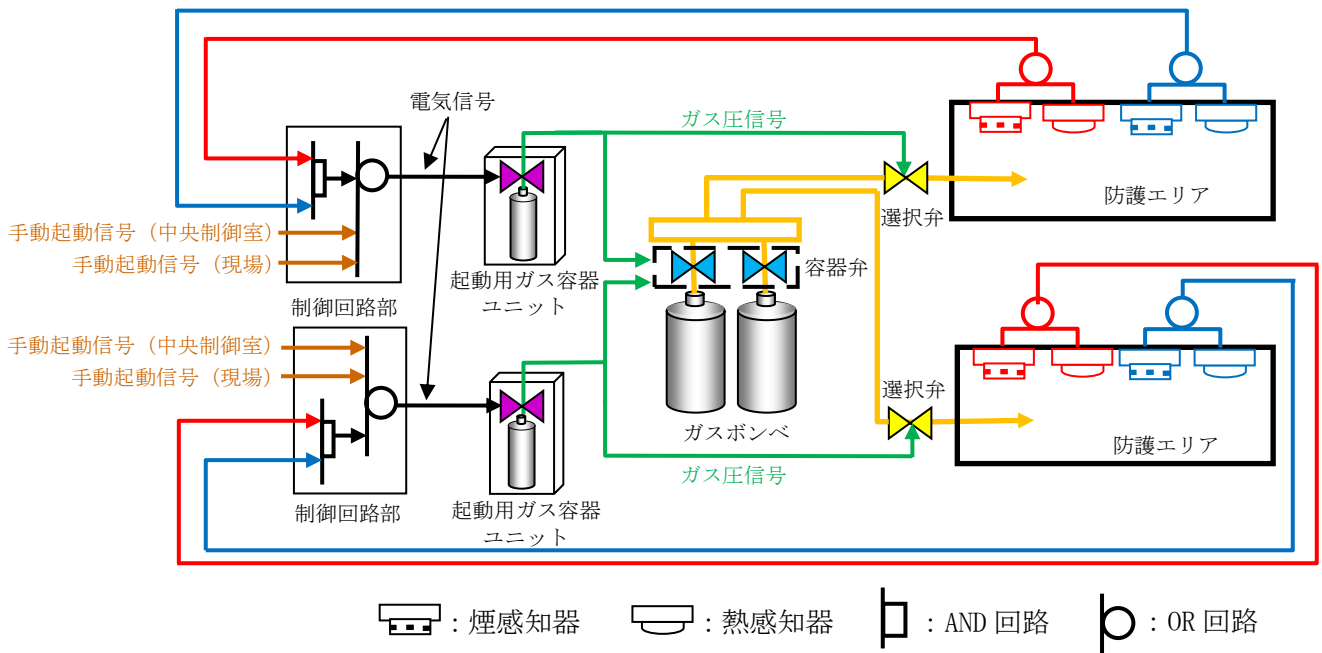 電気信号
ガス圧信号
防護エリア
選択弁
手動起動信号（中央制御室）
手動起動信号（現場）
制御回路部
起動用ガス容器
ユニット
容器弁
手動起動信号（中央制御室）
手動起動信号（現場）
ガスボンベ
選択弁
防護エリア
ガス圧信号
制御回路部
起動用ガス容器
ユニット
：煙感知器 ：熱感知器 ：AND 回路 ：OR 回路